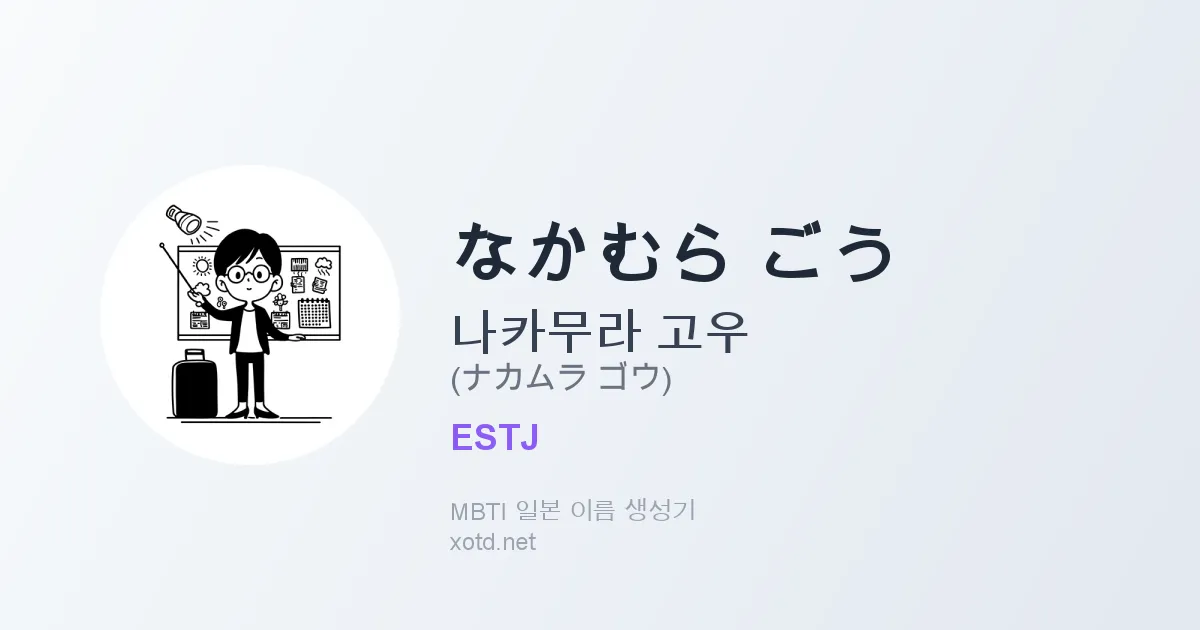 なかむら ごう
나카무라 고우
(ナカムラ ゴウ)
ESTJ
MBTI 일본 이름 생성기
xotd.net